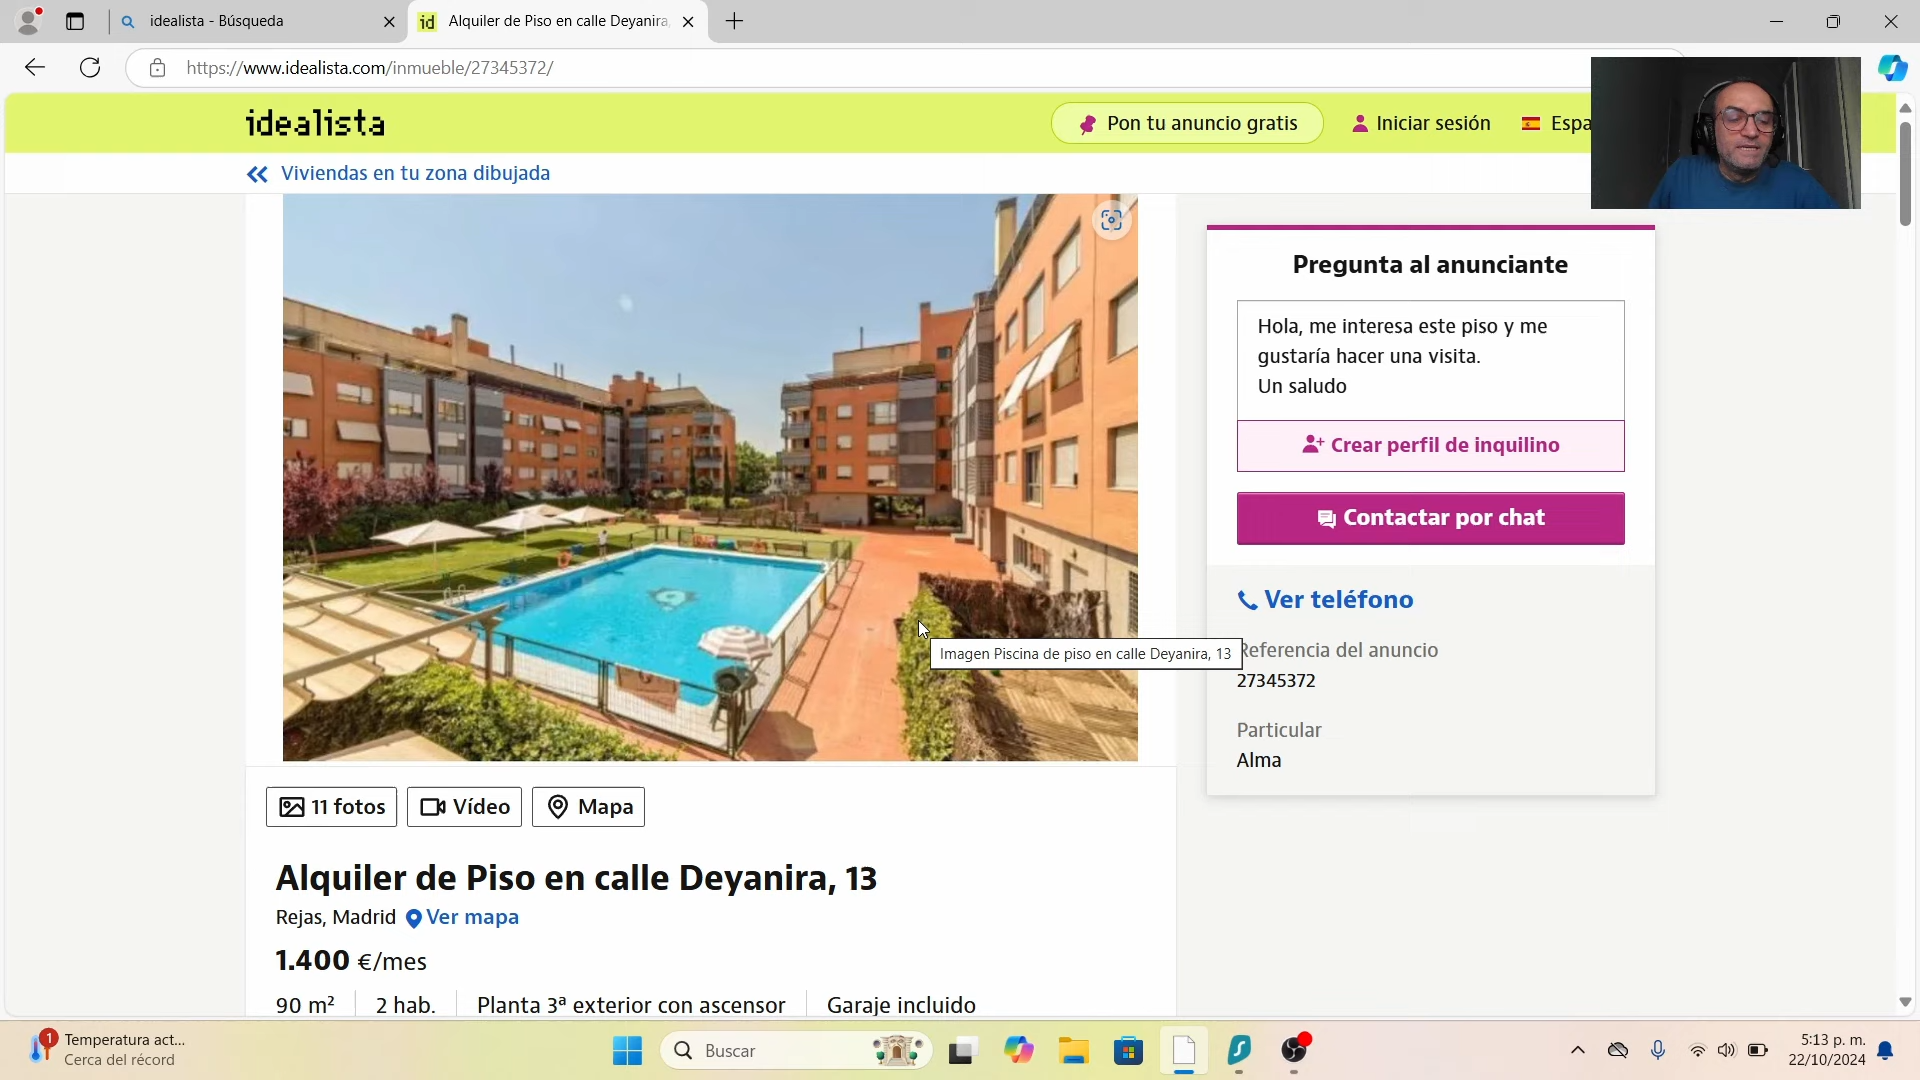 idealista - Búsqueda
Alquiler de Piso en calle Deyanira,
https://www.idealista.com/inmueble/27345372/
idealista
Pon tu anuncio gratis
Iniciar sesión
Espa
Viviendas en tu zona dibujada
Pregunta al anunciante
Hola, me interesa este piso y me
gustaría hacer una visita.
Un saludo
Crear perfil de inquilino
Contactar por chat
Ver teléfono
Imagen Piscina de piso en calle Deyanira, 13
Referencia del anuncio
27345372
Particular
Alma
11 fotos
Vídeo
Mapa
Alquiler de Piso en calle Deyanira, 13
Rejas, Madrid Ver mapa
1.400 €/mes
90 m² 2 hab. Planta 3ª exterior con ascensor Garaje incluido
1
Temperatura act...
Cerca del récord
Buscar
5:13 p. m.
22/10/2024